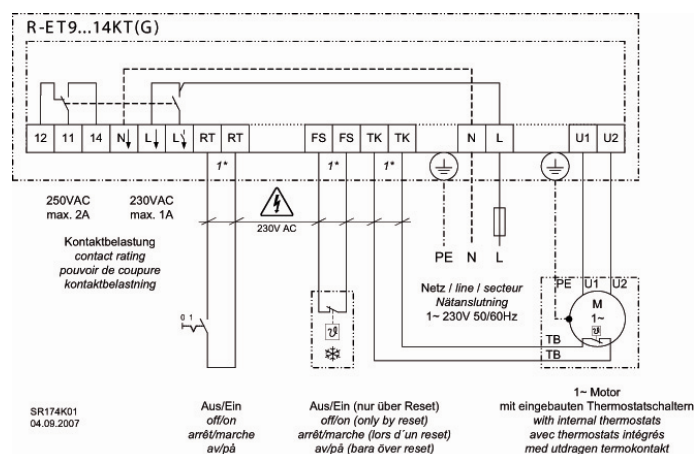 R-ET9...14KT(G)
12 11 14 N L L RT RT FS FS TK TK N L U1 U2
1* 1* 1*
250VAC
max. 2A
230VAC
max. 1A
230V AC
Kontaktbelastung
contact rating
pouvoir de coupure
kontaktbelastning
PE N L
Netz / line / secteur
Nätanslutning
1~ 230V 50/60Hz
PE U1 U2
M
1~
ϑ
TB
TB
0 1
ϑ
SR174K01
04.09.2007
Aus/Ein
off/on
arrêt/marche
av/på
Aus/Ein (nur über Reset)
off/on (only by reset)
arrêt/marche (lors d´un reset)
av/på (bara över reset)
1~ Motor
mit eingebauten Thermostatschaltern
with internal thermostats
avec thermostats intégrés
med utdragen termokontakt